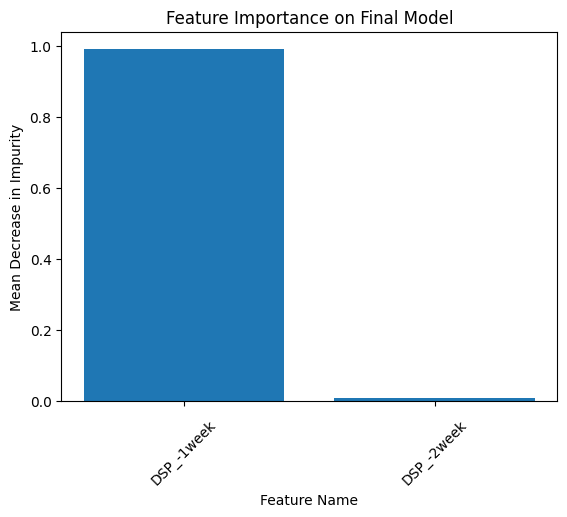 Feature Importance on Final Model
Mean Decrease in Impurity
1.0
0.8
0.6
0.4
0.2
0.0
DSP_-1week
DSP_-2week
Feature Name